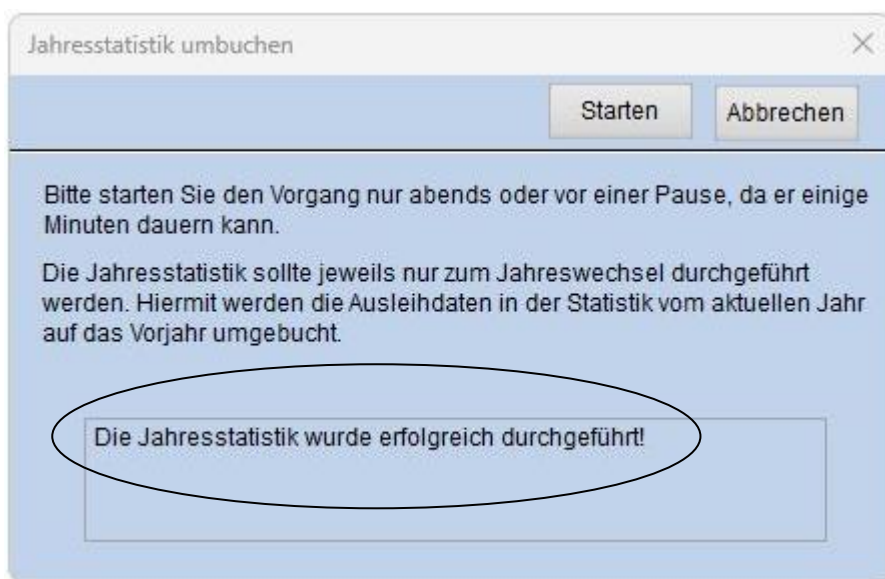 Jahresstatistik umbuchen
Starten Abbrechen
Bitte starten Sie den Vorgang nur abends oder vor einer Pause, da er einige
Minuten dauern kann.
Die Jahresstatistik sollte jeweils nur zum Jahreswechsel durchgeführt
werden. Hiermit werden die Ausleihdaten in der Statistik vom aktuellen Jahr
auf das Vorjahr umgebucht.
Die Jahresstatistik wurde erfolgreich durchgeführt!